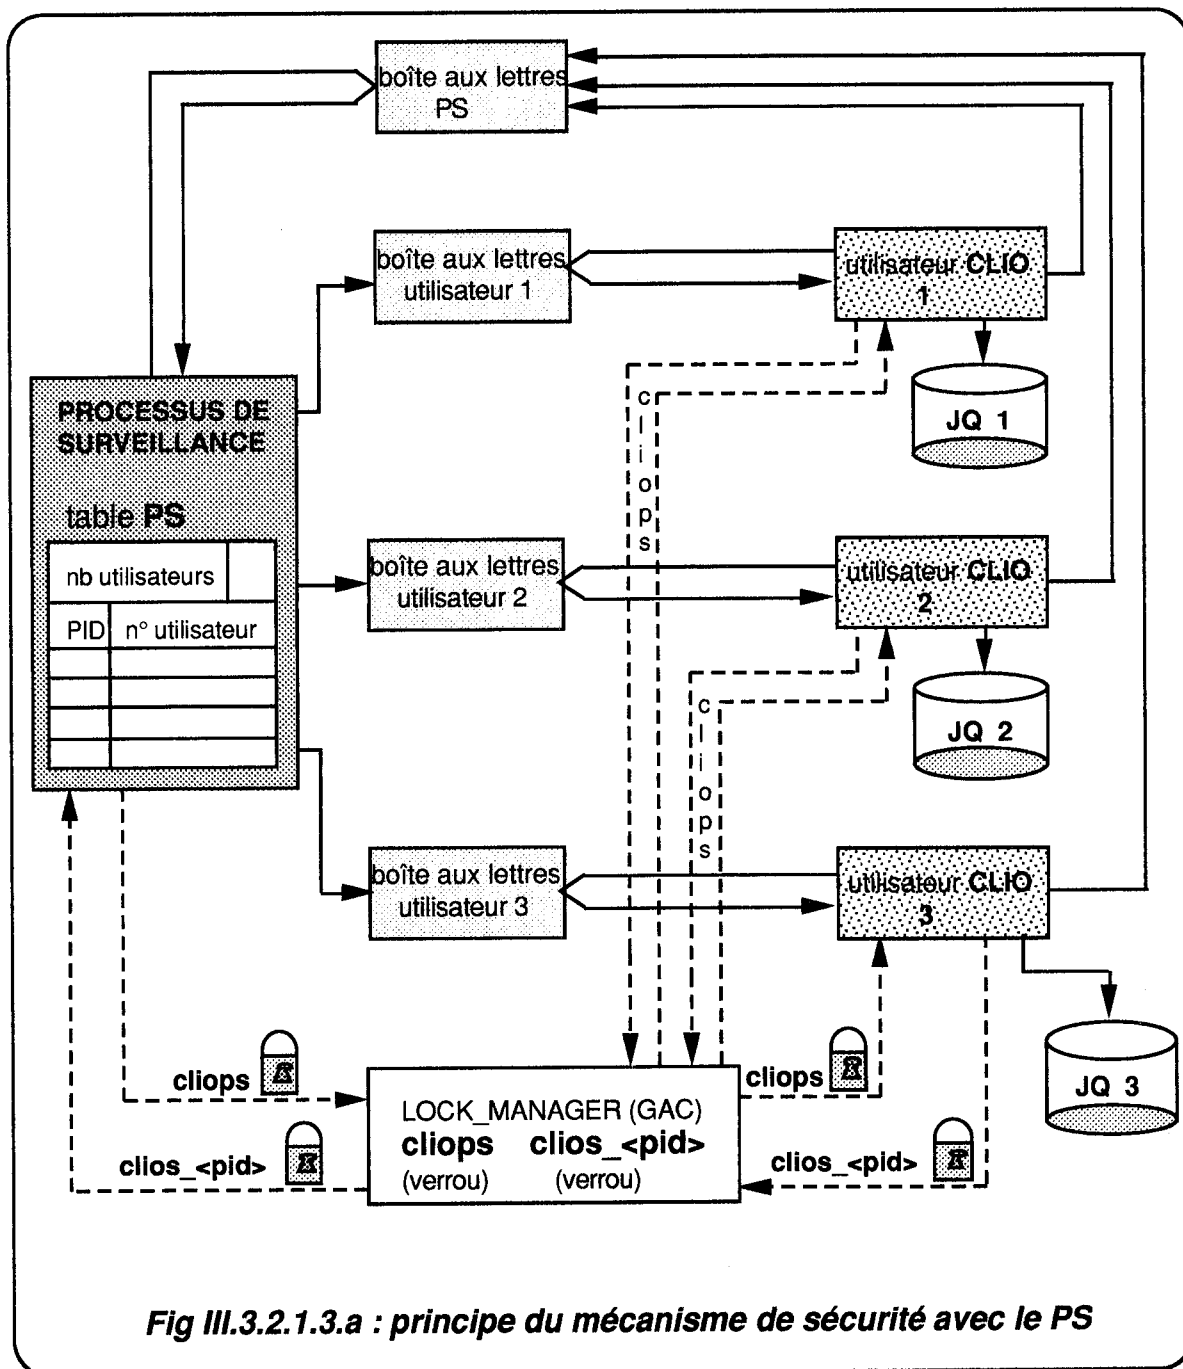 boîte aux lettres
PS
boîte aux lettres
utilisateur 1
utilisateur CLIO
1
JQ 1
cliops
PROCESSUS DE
SURVEILLANCE
table PS
nb utilisateurs
PID n° utilisateur
boîte aux lettres
utilisateur 2
utilisateur CLIO
2
JQ 2
cliops
boîte aux lettres
utilisateur 3
utilisateur CLIO
3
JQ 3
cliops
cliops
LOCK_MANAGER (GAC)
cliops clios_<pid>
(verrou) (verrou)
clios_<pid>
clios_<pid>
Fig III.3.2.1.3.a : principe du mécanisme de sécurité avec le PS